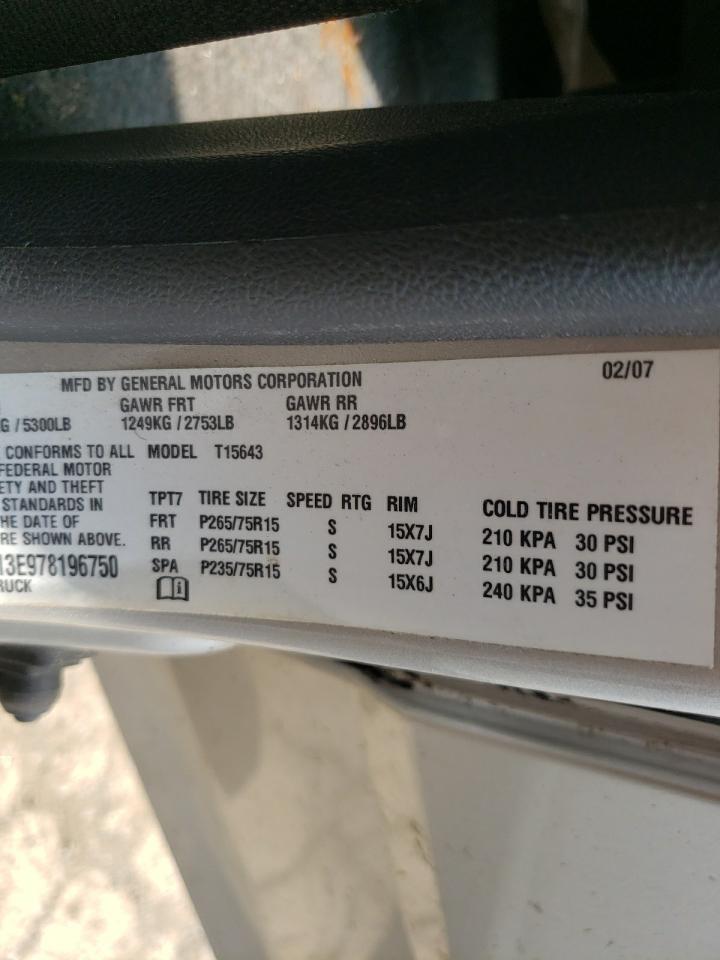 MFD BY GENERAL MOTORS CORPORATION 02/07
GAWR FRT GAWR RR
G / 5300LB 1249KG / 2753LB 1314KG / 2896LB
CONFORMS TO ALL MODEL T15643
FEDERAL MOTOR
ETY AND THEFT
STANDARDS IN TPT7 TIRE SIZE SPEED RTG RIM COLD TIRE PRESSURE
HE DATE OF FRT P265/75R15 S 15X7J 210 KPA 30 PSI
RE SHOWN ABOVE. RR P265/75R15 S 15X7J 210 KPA 30 PSI
13E978196750 SPA P235/75R15 S 15X6J 240 KPA 35 PSI
RUCK